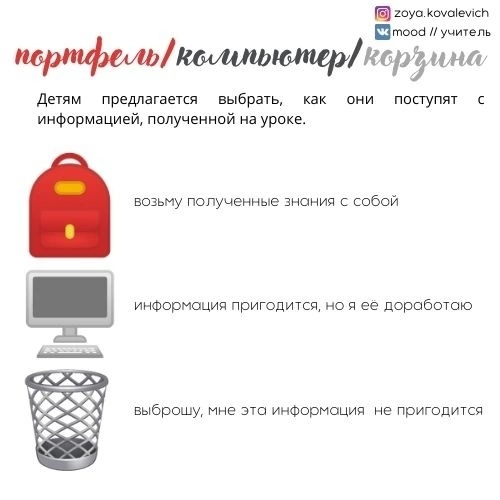 zoya.kovalevich
mood // учитель
портфель/компьютер/корзина
Детям предлагается выбрать, как они поступят с
информацией, полученной на уроке.
возьму полученные знания с собой
информация пригодится, но я её доработаю
выброшу, мне эта информация не пригодится